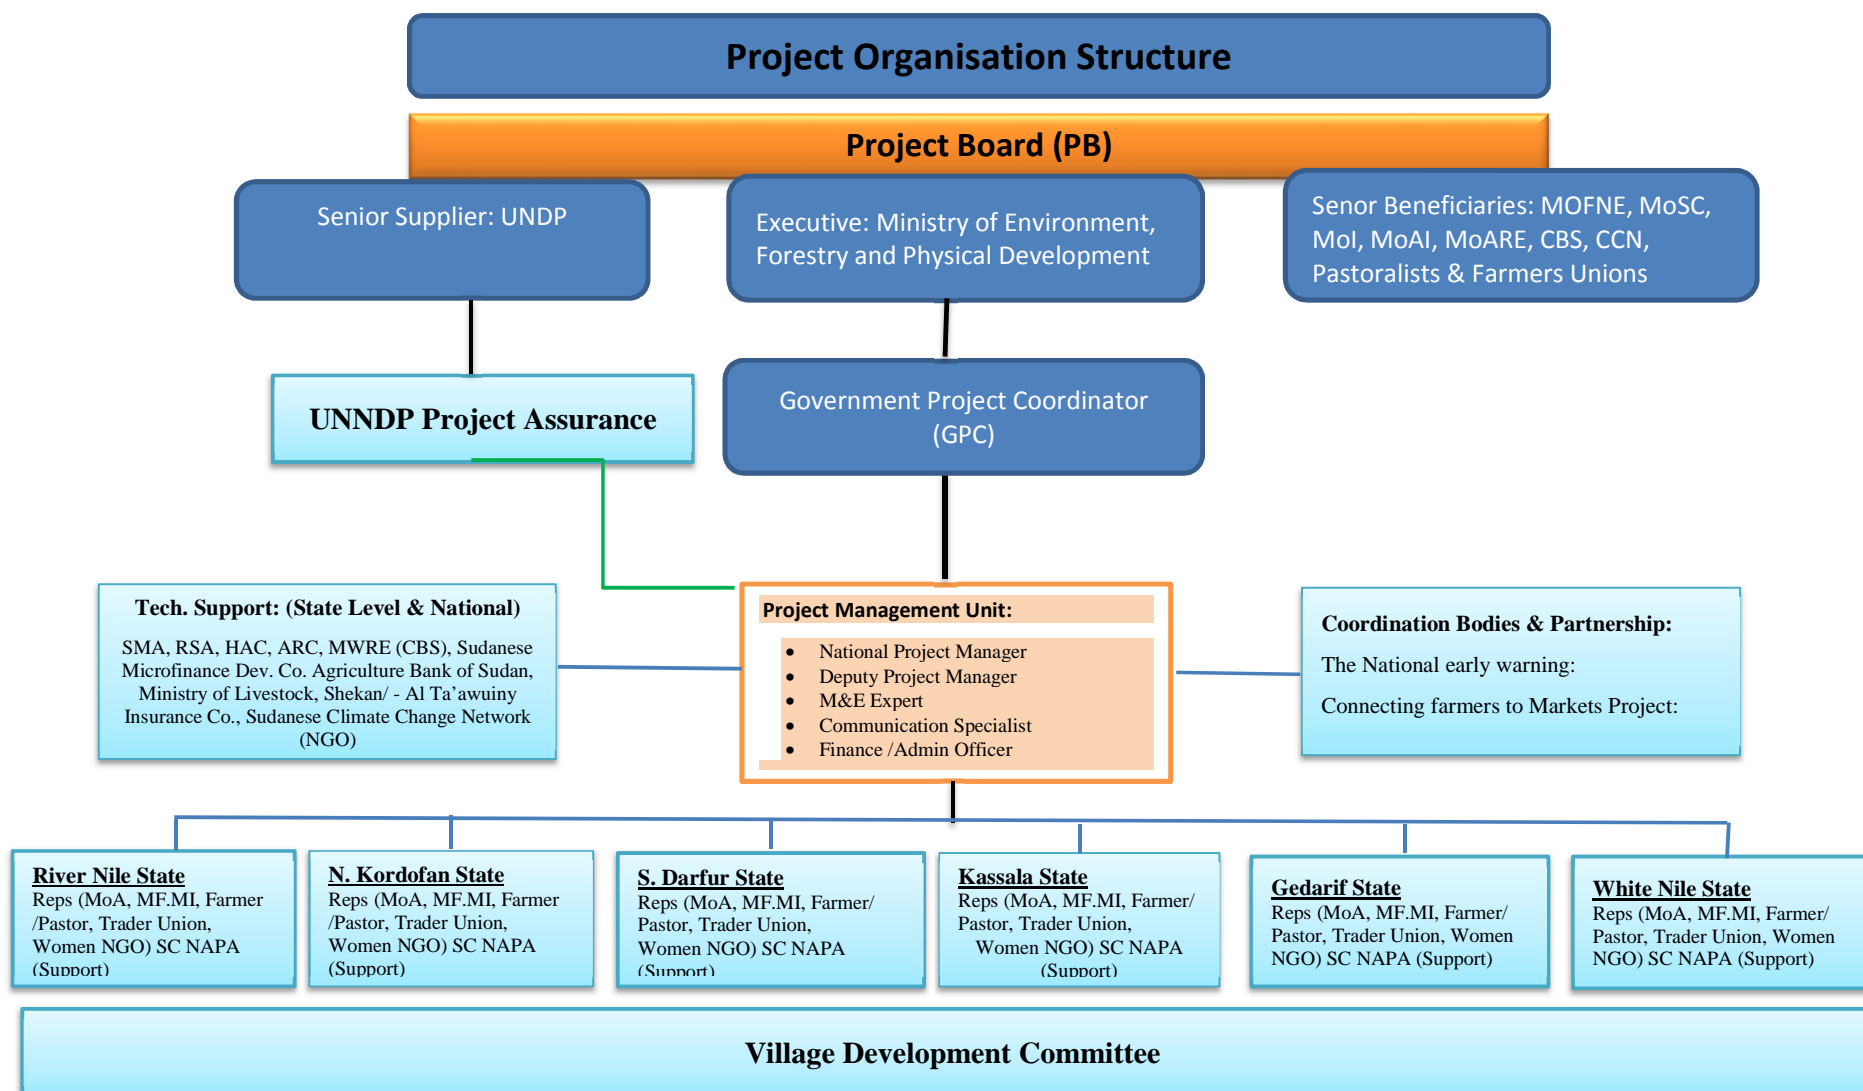 Project Organisation Structure
Project Board (PB)
Senior Supplier: UNDP
Executive: Ministry of Environment,
Forestry and Physical Development
Senor Beneficiaries: MOFNE, MoSC,
MoI, MoAI, MoARE, CBS, CCN,
Pastoralists & Farmers Unions
UNNDP Project Assurance
Government Project Coordinator
(GPC)
Tech. Support: (State Level & National)
SMA, RSA, HAC, ARC, MWRE (CBS), Sudanese
Microfinance Dev. Co. Agriculture Bank of Sudan,
Ministry of Livestock, Shekan/ - Al Ta’awuiny
Insurance Co., Sudanese Climate Change Network
(NGO)
Project Management Unit:
• National Project Manager
• Deputy Project Manager
• M&E Expert
• Communication Specialist
• Finance /Admin Officer
Coordination Bodies & Partnership:
The National early warning:
Connecting farmers to Markets Project:
River Nile State
Reps (MoA, MF.MI, Farmer
/Pastor, Trader Union,
Women NGO) SC NAPA
(Support)
N. Kordofan State
Reps (MoA, MF.MI, Farmer
/Pastor, Trader Union,
Women NGO) SC NAPA
(Support)
S. Darfur State
Reps (MoA, MF.MI, Farmer/
Pastor, Trader Union,
Women NGO) SC NAPA
(Support)
Kassala State
Reps (MoA, MF.MI, Farmer/
Pastor, Trader Union,
Women NGO) SC NAPA
(Support)
Gedarif State
Reps (MoA, MF.MI, Farmer/
Pastor, Trader Union, Women
NGO) SC NAPA (Support)
White Nile State
Reps (MoA, MF.MI, Farmer/
Pastor, Trader Union, Women
NGO) SC NAPA (Support)
Village Development Committee